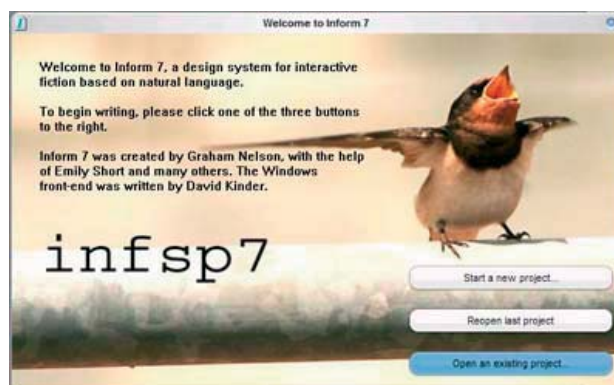 Welcome to Inform 7
Welcome to Inform 7, a design system for interactive
fiction based on natural language.
To begin writing, please click one of the three buttons
to the right.
Inform 7 was created by Graham Nelson, with the help
of Emily Short and many others. The Windows
front-end was written by David Kinder.
infsp7
Start a new project...
Reopen last project
Open an existing project...